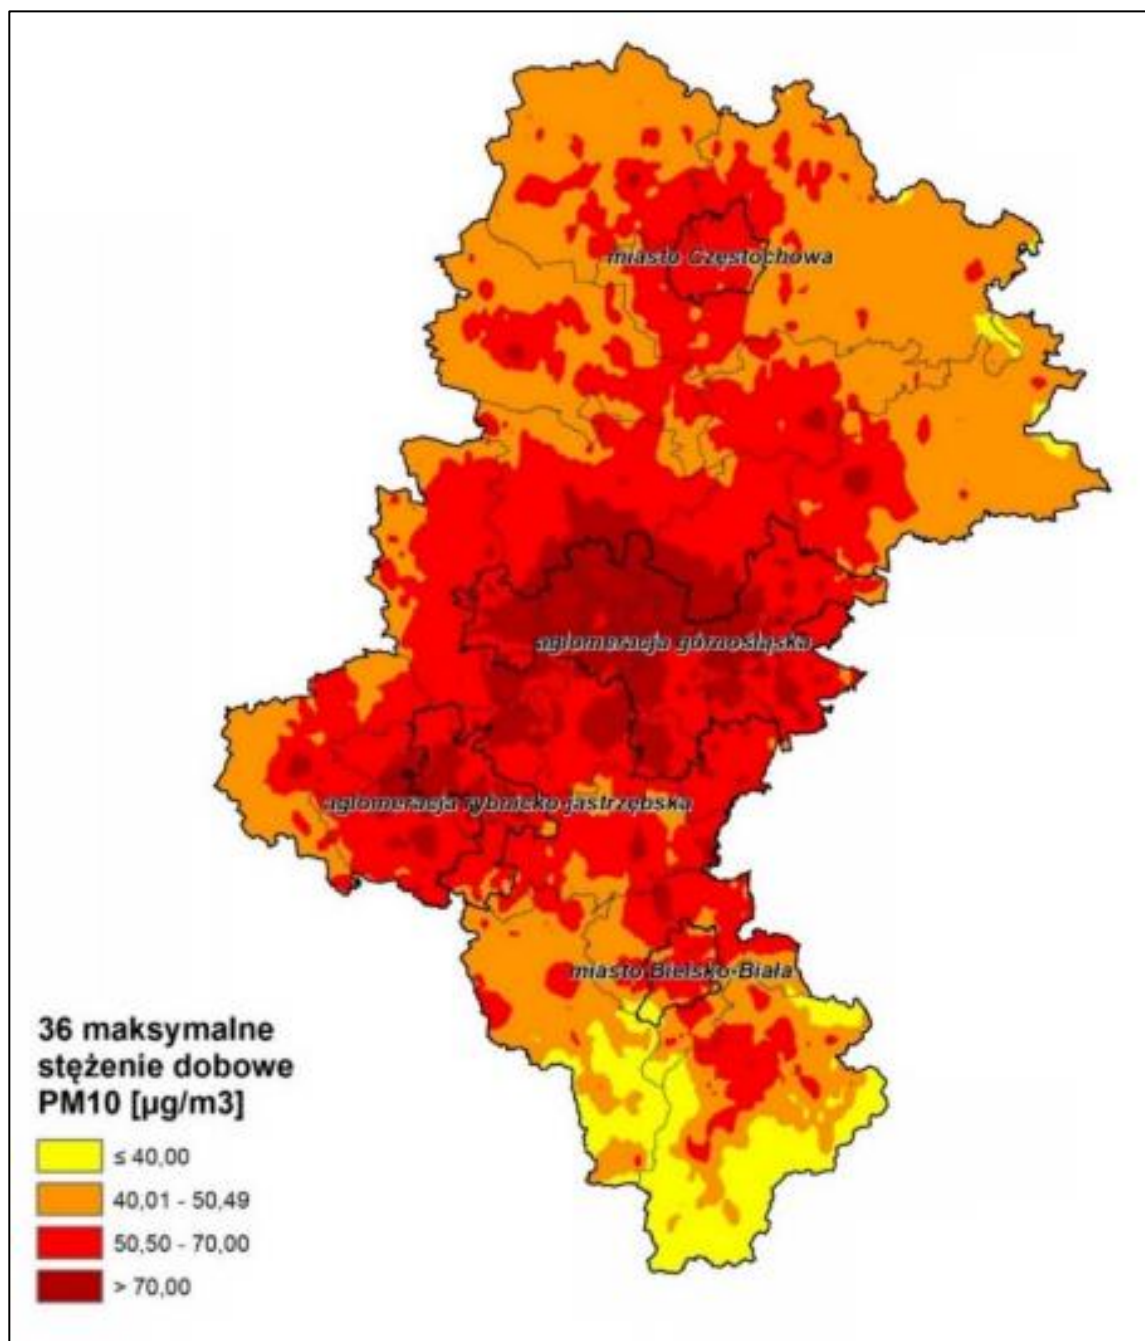 miasto Częstochowa
aglomeracja górnośląska
aglomeracja rybnicko-jastrzębska
miasto Bielsko-Biała
36 maksymalne
stężenie dobowe
PM10 [µg/m3]
≤ 40,00
40,01 - 50,49
50,50 - 70,00
> 70,00